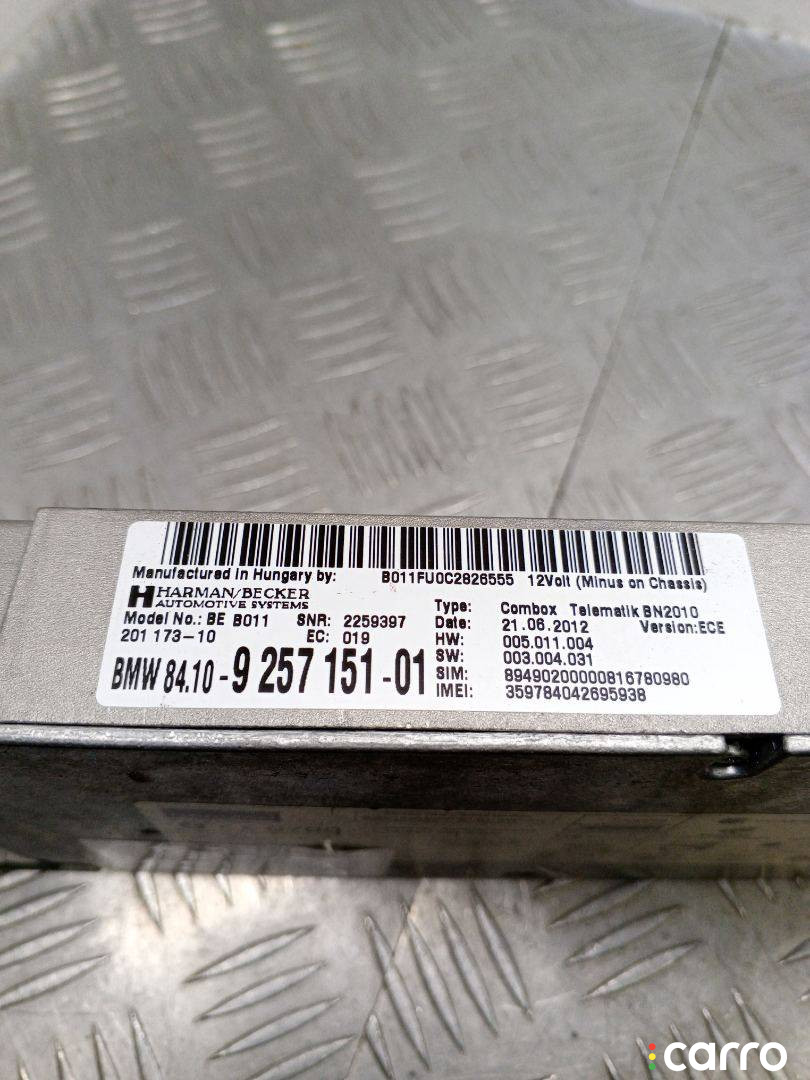 Manufactured in Hungary by: B011FU0C2826555 12Volt (Minus on Chassis)
HARMAN/BECKER
AUTOMOTIVE SYSTEMS
Model No.: BE B011 SNR: 2259397
201 173-10 EC: 019
BMW 84.10-9 257 151-01
Type: Combox Telematik BN2010
Date: 21.06.2012 Version:ECE
HW: 005.011.004
SW: 003.004.031
SIM: 89490200000816780980
IMEI: 359784042695938
carro